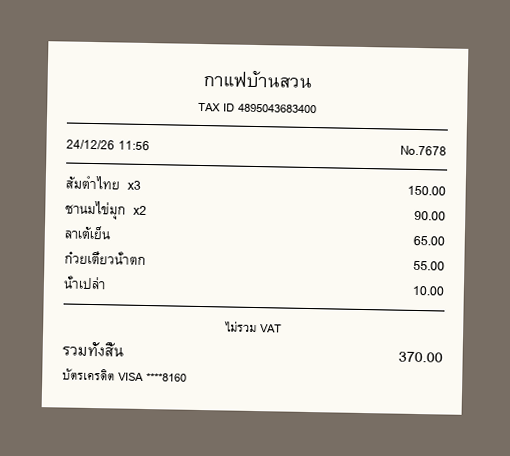 กาแฟบ้านสวน
TAX ID 4895043683400
24/12/26 11:56 No.7678
ส้มตำไทย x3 150.00
ชานมไข่มุก x2 90.00
ลาเต้เย็น 65.00
ก๋วยเตี๋ยวน้ำตก 55.00
น้ำเปล่า 10.00
ไม่รวม VAT
รวมทั้งสิ้น 370.00
บัตรเครดิต VISA ****8160